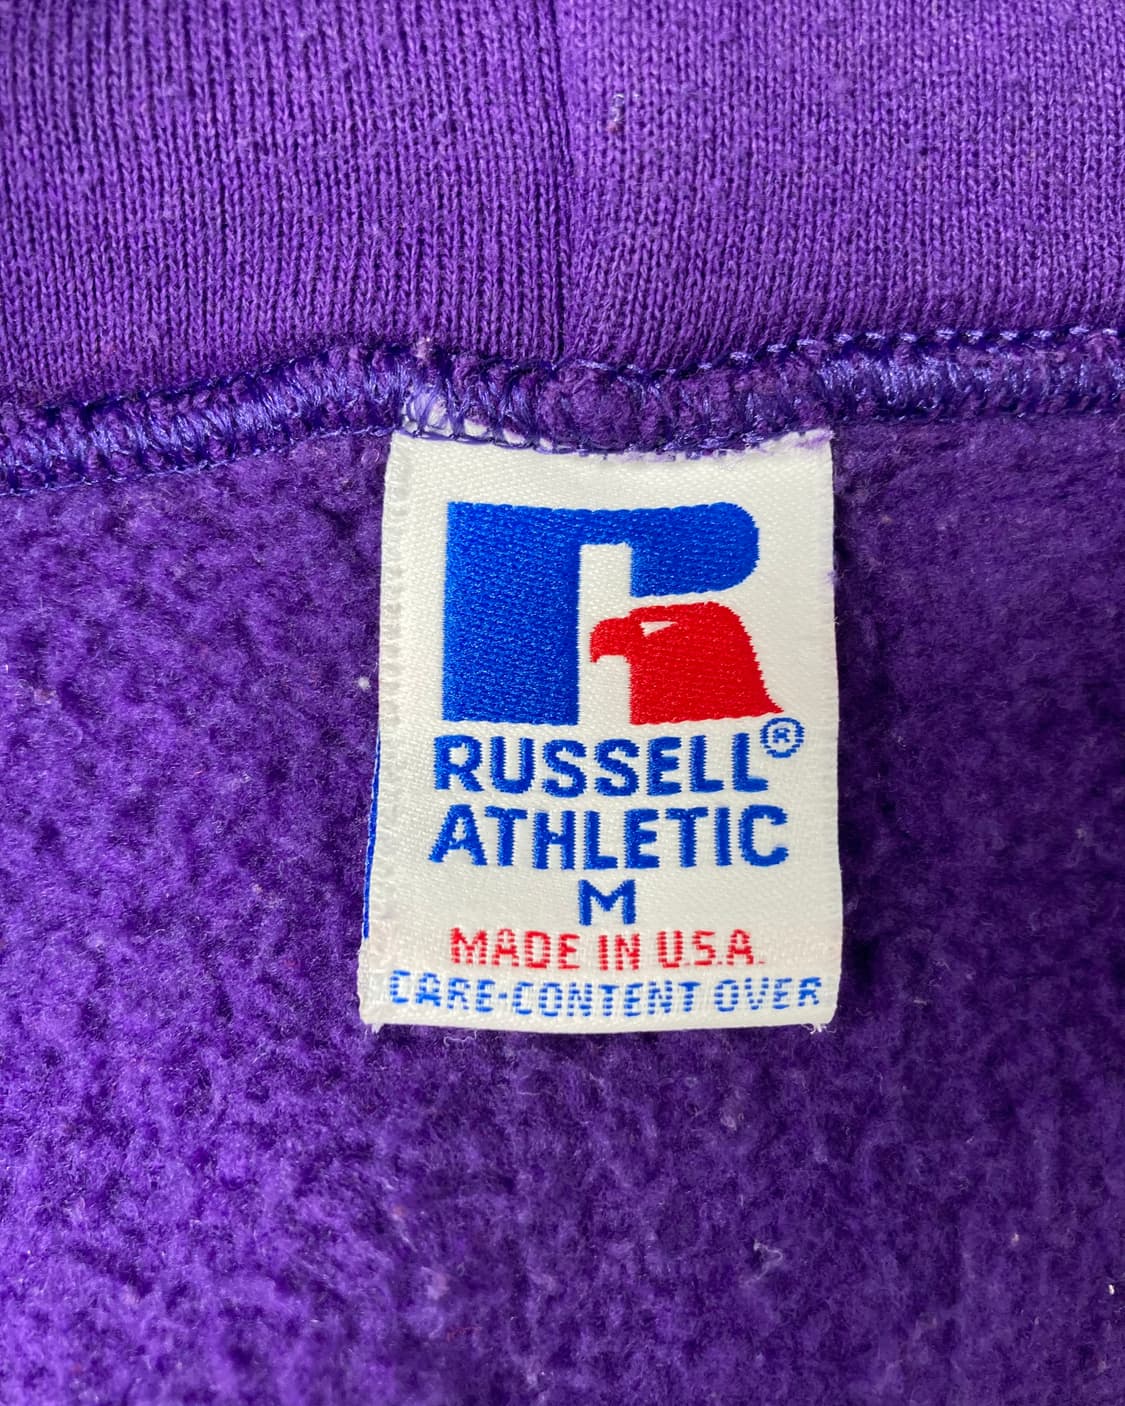 RUSSELL®
ATHLETIC
M
MADE IN U.S.A.
CARE-CONTENT OVER